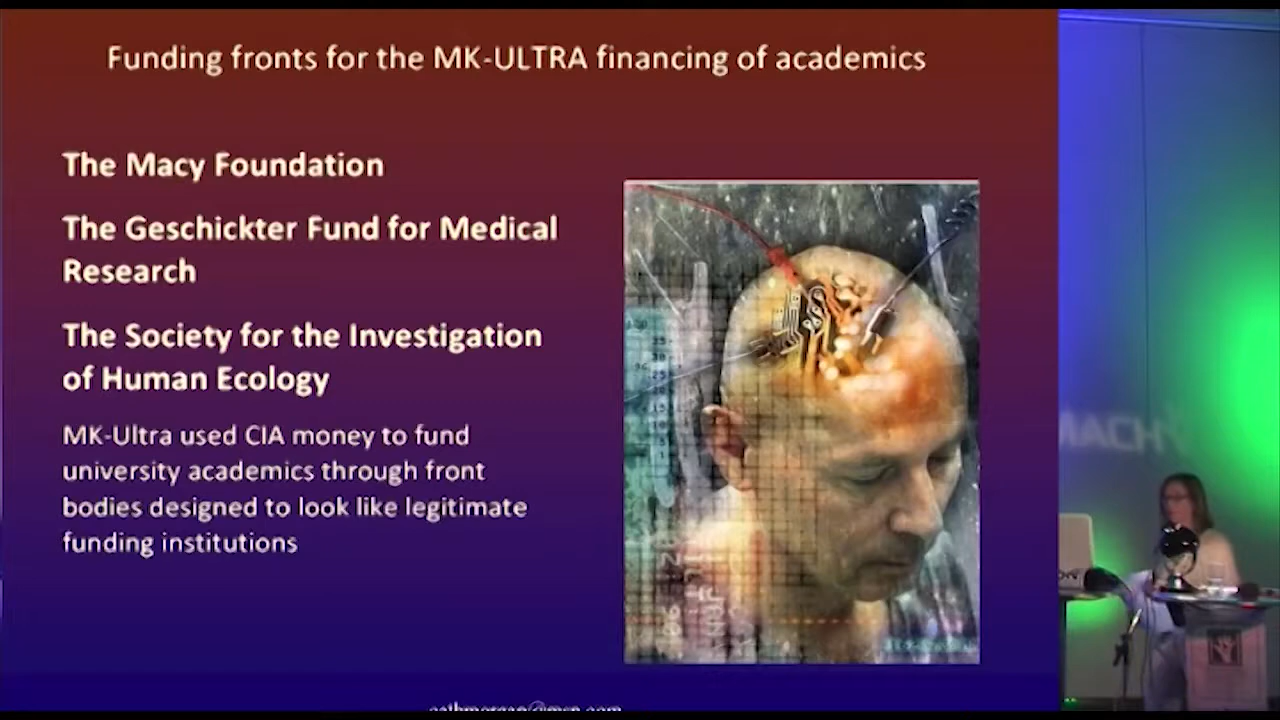 Funding fronts for the MK-ULTRA financing of academics
The Macy Foundation
The Geschickter Fund for Medical
Research
The Society for the Investigation
of Human Ecology
MK-Ultra used CIA money to fund
university academics through front
bodies designed to look like legitimate
funding institutions